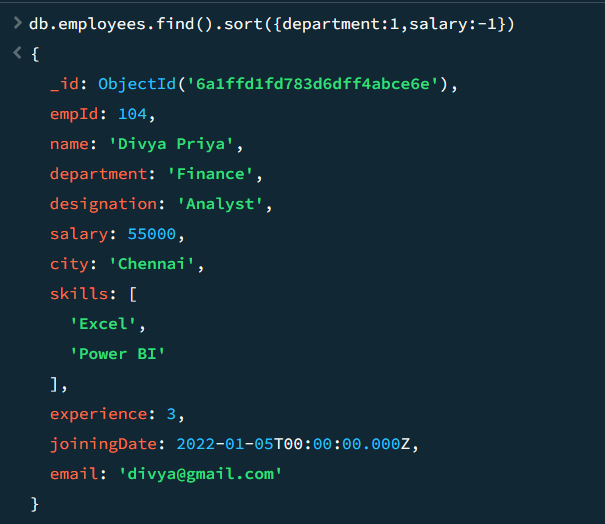 > db.employees.find().sort({department:1,salary:-1})
< {
_id: ObjectId('6a1ffd1fd783d6dff4abce6e'),
empId: 104,
name: 'Divya Priya',
department: 'Finance',
designation: 'Analyst',
salary: 55000,
city: 'Chennai',
skills: [
'Excel',
'Power BI'
],
experience: 3,
joiningDate: 2022-01-05T00:00:00.000Z,
email: 'divya@gmail.com'
}